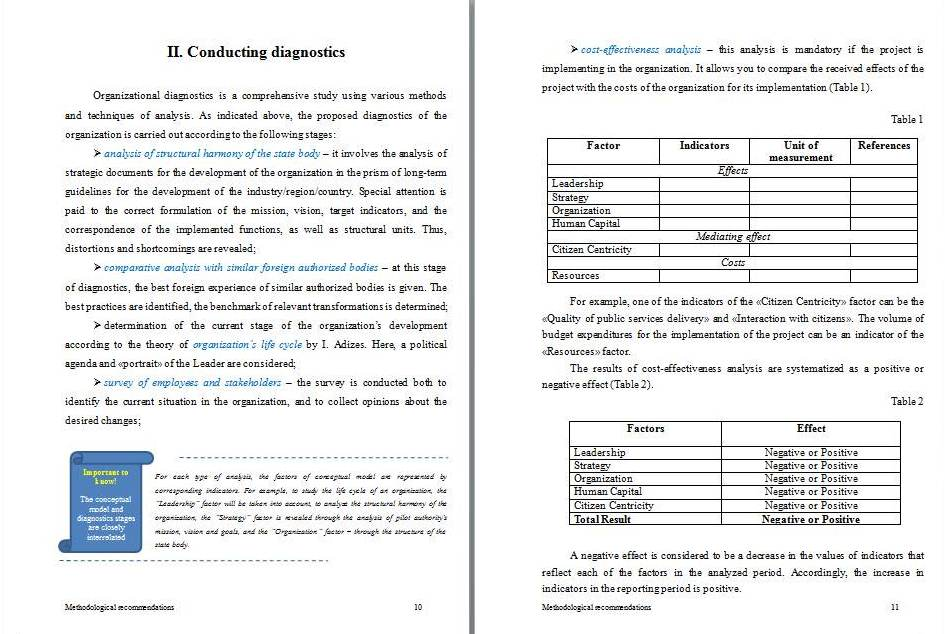 II. Conducting diagnostics
Organizational diagnostics is a comprehensive study using various methods
and techniques of analysis. As indicated above, the proposed diagnostics of the
organization is carried out according to the following stages:
➢ analysis of structural harmony of the state body – it involves the analysis of
strategic documents for the development of the organization in the prism of long-term
guidelines for the development of the industry/region/country. Special attention is
paid to the correct formulation of the mission, vision, target indicators, and the
correspondence of the implemented functions, as well as structural units. Thus,
distortions and shortcomings are revealed;
➢ comparative analysis with similar foreign authorized bodies – at this stage
of diagnostics, the best foreign experience of similar authorized bodies is given. The
best practices are identified, the benchmark of relevant transformations is determined;
➢ determination of the current stage of the organization's development
according to the theory of organization's life cycle by I. Adizes. Here, a political
agenda and «portrait» of the Leader are considered;
➢ survey of employees and stakeholders – the survey is conducted both to
identify the current situation in the organization, and to collect opinions about the
desired changes;
Important to
know!
The conceptual
model and
diagnostics stages
are closely
interrelated
For each type of analysis, the factors of conceptual model are represented by
corresponding indicators. For example, to study the life cycle of an organization, the
"Leadership" factor will be taken into account, to analyze the structural harmony of the
organization, the "Strategy" factor is revealed through the analysis of pilot authority's
mission, vision and goals, and the "Organization" factor – through the structure of the
state body.
Methodological recommendations 10
➢ cost-effectiveness analysis – this analysis is mandatory if the project is
implementing in the organization. It allows you to compare the received effects of the
project with the costs of the organization for its implementation (Table 1).
Table 1
Factor Indicators Unit of measurement References
Effects
Leadership
Strategy
Organization
Human Capital
Mediating effect
Citizen Centricity
Costs
Resources
For example, one of the indicators of the «Citizen Centricity» factor can be the
«Quality of public services delivery» and «Interaction with citizens». The volume of
budget expenditures for the implementation of the project can be an indicator of the
«Resources» factor.
The results of cost-effectiveness analysis are systematized as a positive or
negative effect (Table 2).
Table 2
Factors Effect
Leadership Negative or Positive
Strategy Negative or Positive
Organization Negative or Positive
Human Capital Negative or Positive
Citizen Centricity Negative or Positive
Total Result Negative or Positive
A negative effect is considered to be a decrease in the values of indicators that
reflect each of the factors in the analyzed period. Accordingly, the increase in
indicators in the reporting period is positive.
Methodological recommendations 11